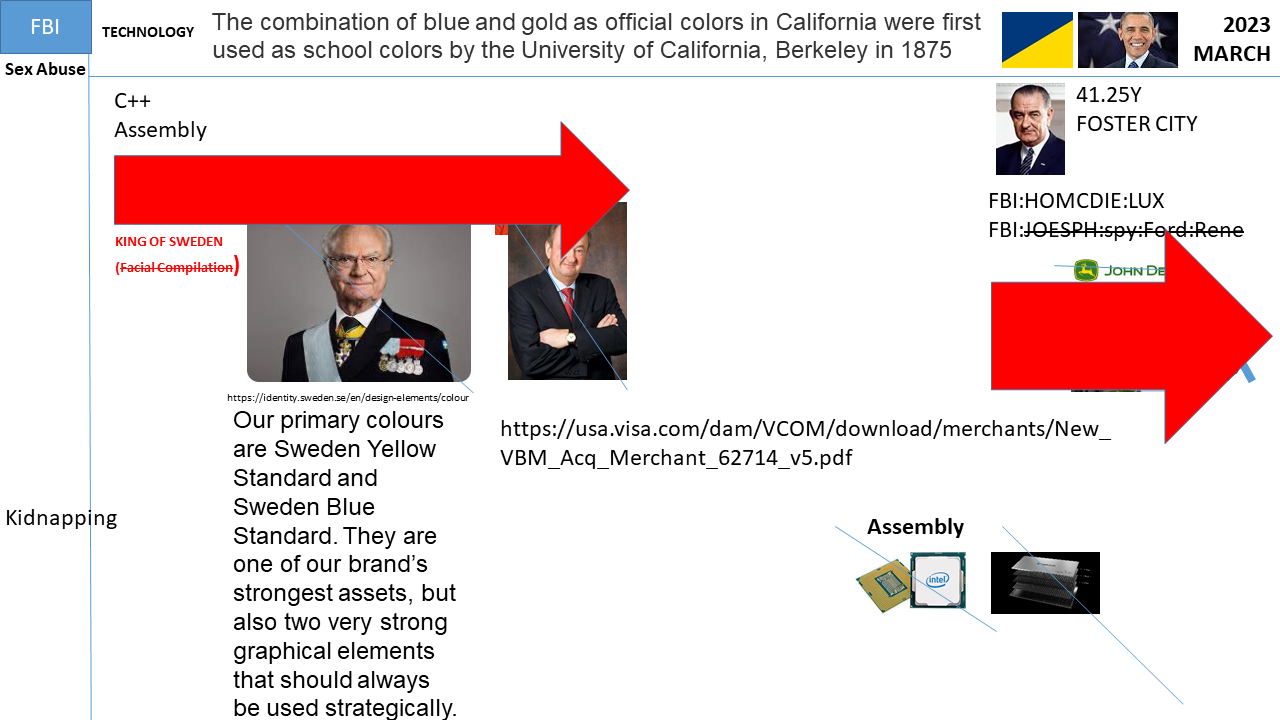 FBI
TECHNOLOGY
The combination of blue and gold as official colors in California were first
used as school colors by the University of California, Berkeley in 1875
2023
MARCH
Sex Abuse
C++
Assembly
41.25Y
FOSTER CITY
FBI:HOMCDIE:LUX
FBI:JOESPH:spy:Ford:Rene
KING OF SWEDEN
(Facial Compilation)
JOHN DE
https://identity.sweden.se/en/design-elements/colour
Our primary colours
are Sweden Yellow
Standard and
Sweden Blue
Standard. They are
one of our brand’s
strongest assets, but
also two very strong
graphical elements
that should always
be used strategically.
https://usa.visa.com/dam/VCOM/download/merchants/New_
VBM_Acq_Merchant_62714_v5.pdf
Kidnapping
Assembly
intel